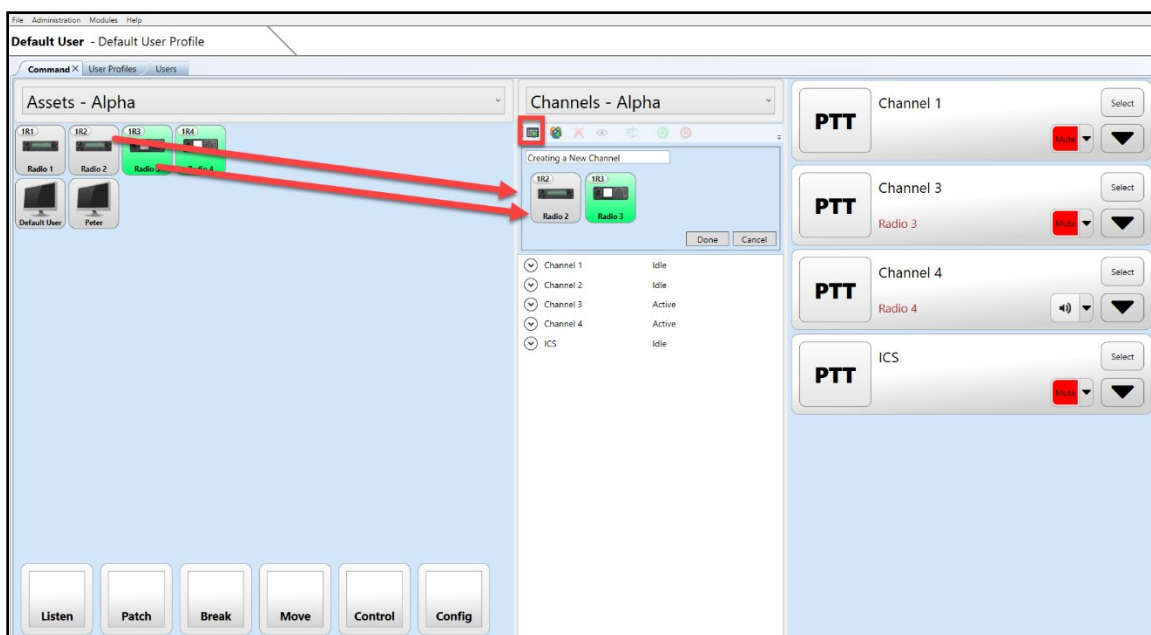 File Administration Modules Help
Default User - Default User Profile
Command × User Profiles Users
Assets - Alpha
1R1 1R2 1R3 1R4
Radio 1 Radio 2 Radio 3 Radio 4
Default User Peter
Listen Patch Break Move Control Config
Channels - Alpha
Creating a New Channel
1R2 1R3
Radio 2 Radio 3
Done Cancel
Channel 1 Idle
Channel 2 Idle
Channel 3 Active
Channel 4 Active
ICS Idle
PTT Channel 1 Select
Mute
PTT Channel 3 Select
Radio 3 Mute
PTT Channel 4 Select
Radio 4
PTT ICS Select
Mute